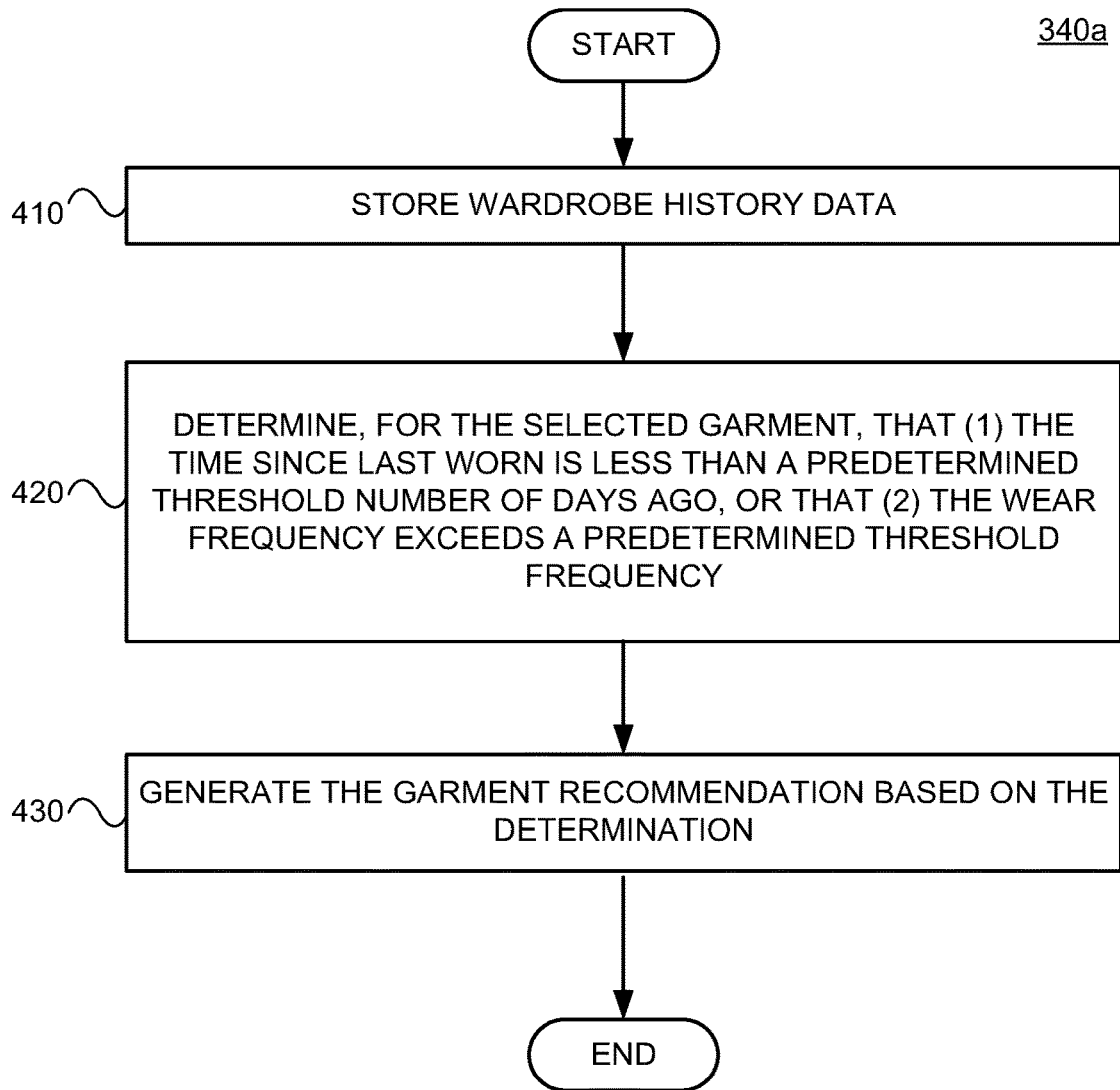 START
340a
410
STORE WARDROBE HISTORY DATA
420
DETERMINE, FOR THE SELECTED GARMENT, THAT (1) THE
TIME SINCE LAST WORN IS LESS THAN A PREDETERMINED
THRESHOLD NUMBER OF DAYS AGO, OR THAT (2) THE WEAR
FREQUENCY EXCEEDS A PREDETERMINED THRESHOLD
FREQUENCY
430
GENERATE THE GARMENT RECOMMENDATION BASED ON THE
DETERMINATION
END